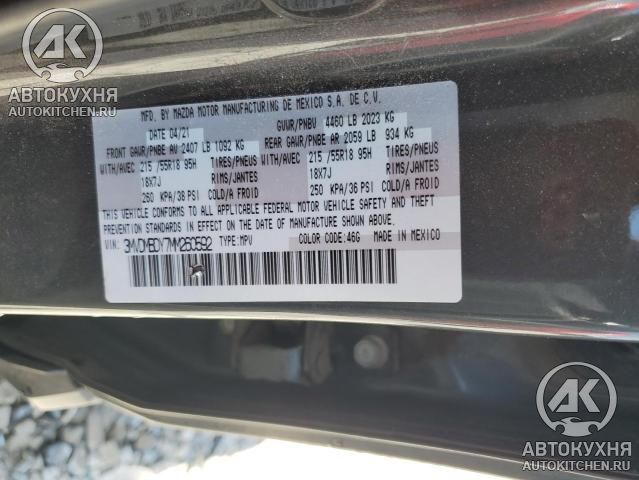 АК
АВТОКУХНЯ
AUTOKITCHEN.RU
MFD. BY MAZDA MOTOR MANUFACTURING DE MEXICO S.A. DE C.V.
DATE 04/21 GVWR/PNBV 4460 LB 2023 KG
FRONT GAWR/PNBE AV 2407 LB 1092 KG REAR GAWR/PNBE AR 2059 LB 934 KG
WITH/AVEC 215 /55R18 95H TIRES/PNEUS WITH/AVEC 215 /55R18 95H TIRES/PNEUS
18X7J RIMS/JANTES 18X7J RIMS/JANTES
260 KPA/38 PSI COLD/A FROID 250 KPA/36 PSI COLD/A FROID
THIS VEHICLE CONFORMS TO ALL APPLICABLE FEDERAL MOTOR VEHICLE SAFETY AND THEFT
PREVENTION STANDARDS IN EFFECT ON THE DATE OF MANUFACTURE SHOWN ABOVE.
VIN: 3MVDMBDY7MM260592 TYPE:MPV COLOR CODE:46G MADE IN MEXICO
АК
АВТОКУХНЯ
AUTOKITCHEN.RU